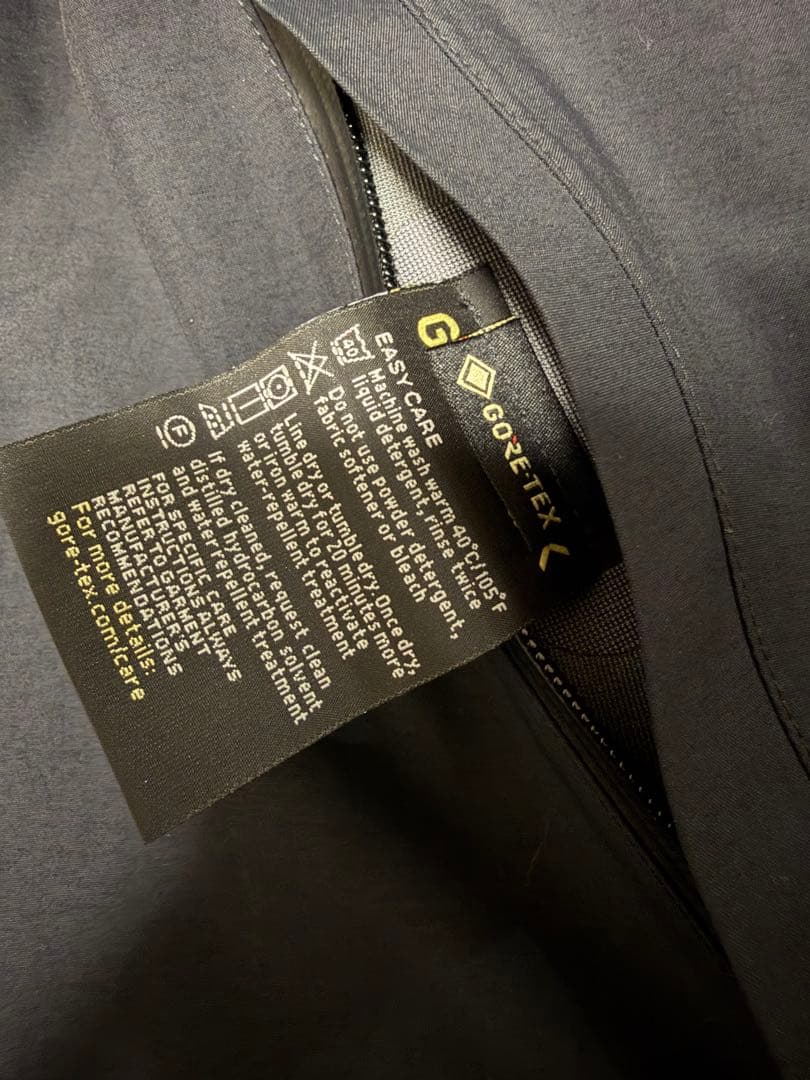 G
GORE-TEX
EASY CARE
Machine wash warm 40°C/105°F
liquid detergent, rinse twice
Do not use powder detergent,
fabric softener or bleach
Line dry or tumble dry. Once dry,
tumble dry for 20 minutes more
or iron warm to reactivate
water-repellent treatment
If dry cleaned, request clean
distilled hydrocarbon solvent
and water repellent treatment
FOR SPECIFIC CARE
INSTRUCTIONS ALWAYS
REFER TO GARMENT
MANUFACTURER'S
RECOMMENDATIONS
For more details:
gore-tex.com/care
40
F